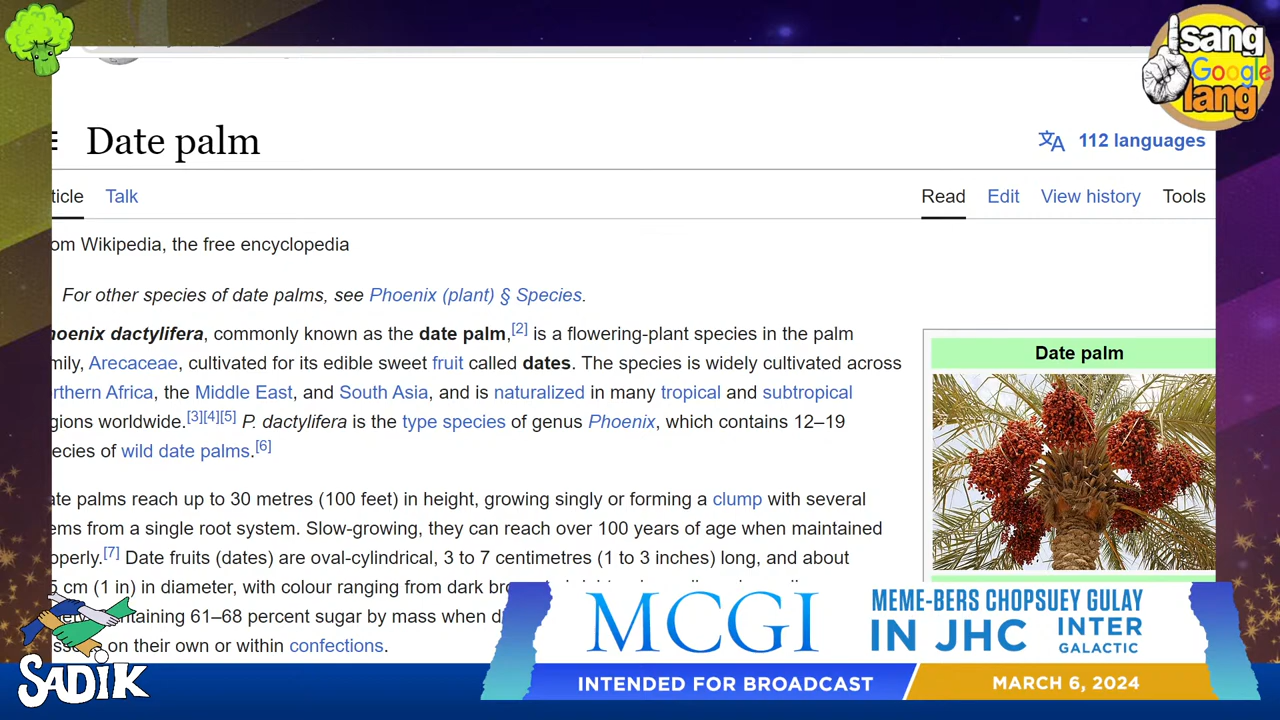 Isang
Google
lang
Date palm
112 languages
ticle Talk Read Edit View history Tools
om Wikipedia, the free encyclopedia
For other species of date palms, see Phoenix (plant) § Species.
hoenix dactylifera, commonly known as the date palm,[2] is a flowering-plant species in the palm
mily, Arecaceae, cultivated for its edible sweet fruit called dates. The species is widely cultivated across
rthern Africa, the Middle East, and South Asia, and is naturalized in many tropical and subtropical
gions worldwide.[3][4][5] P. dactylifera is the type species of genus Phoenix, which contains 12–19
ecies of wild date palms.[6]
Date palm
ate palms reach up to 30 metres (100 feet) in height, growing singly or forming a clump with several
ems from a single root system. Slow-growing, they can reach over 100 years of age when maintained
operly.[7] Date fruits (dates) are oval-cylindrical, 3 to 7 centimetres (1 to 3 inches) long, and about
5 cm (1 in) in diameter, with colour ranging from dark
ntaining 61–68 percent sugar by mass when
on their own or within confections.
SADIK
MCGI
MEME-BERS CHOPSUEY GULAY
IN JHC INTER
GALACTIC
INTENDED FOR BROADCAST
MARCH 6, 2024